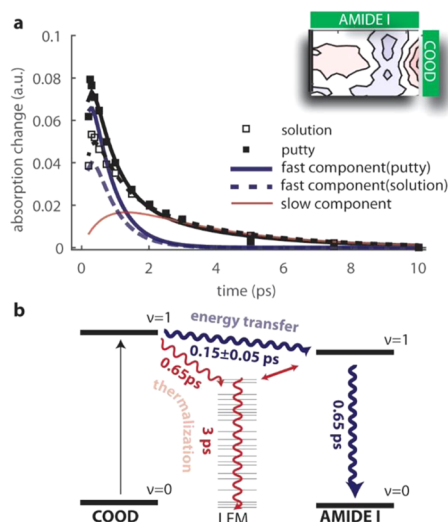 a
AMIDE I
COOD
0.1
0.08
0.06
0.04
0.02
0
absorption change (a.u.)
solution
putty
fast component(putty)
fast component(solution)
slow component
0 2 4 6 8 10
time (ps)
b
ν=1
energy transfer
ν=1
0.15±0.05 ps
0.65ps
thermalization
3 ps
0.65 ps
ν=0
ν=0
COOD
LFM
AMIDE I